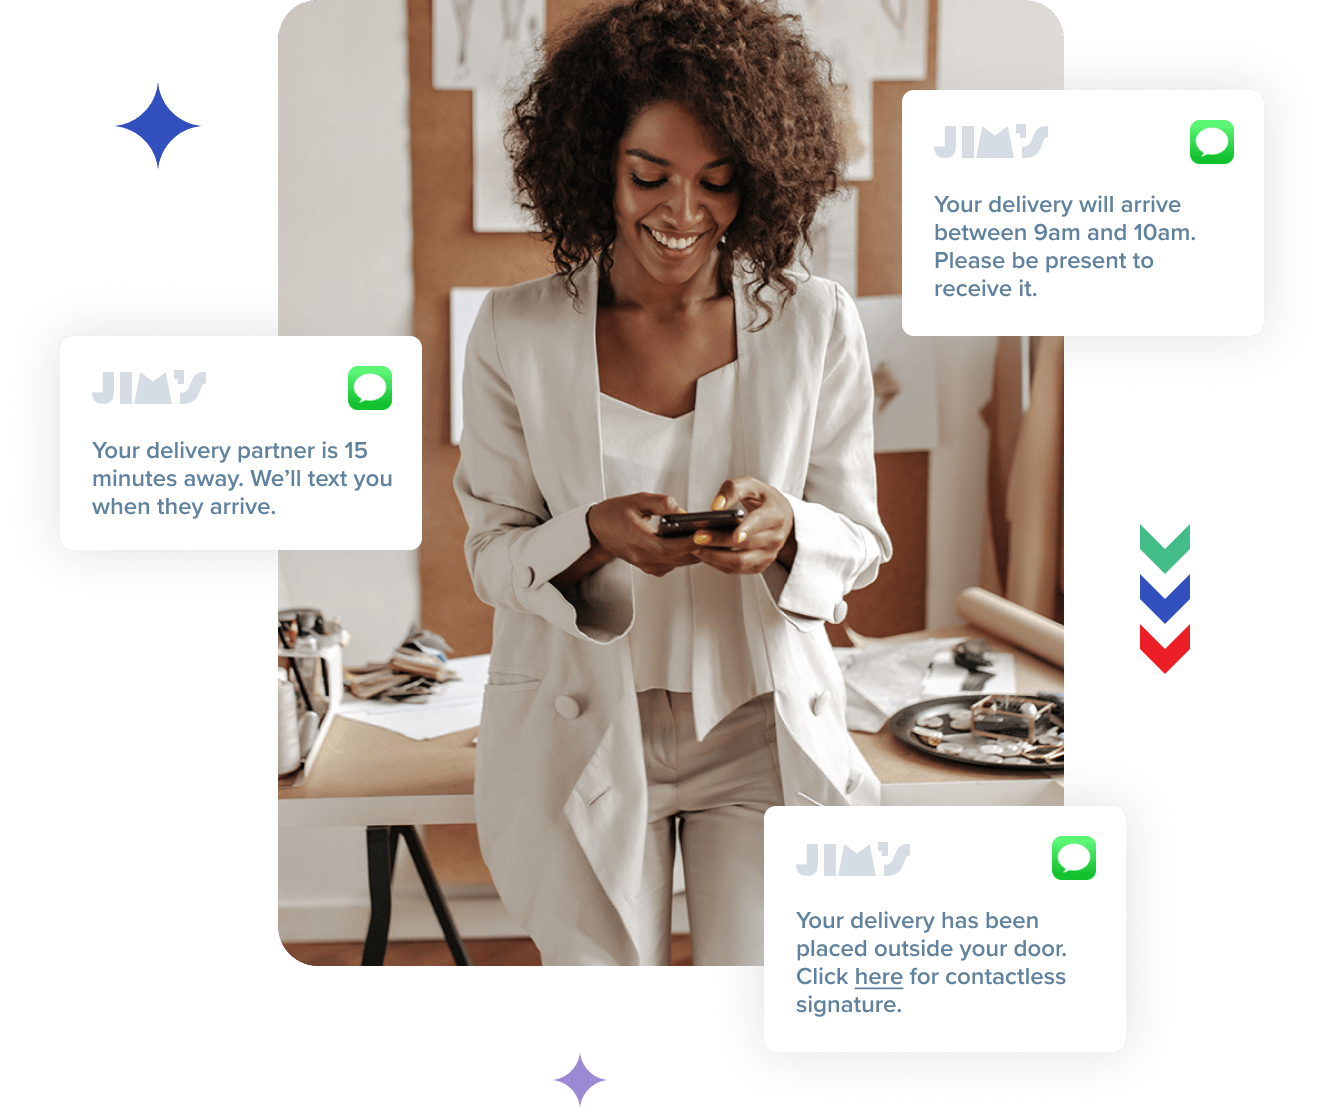 JIM'S
Your delivery will arrive
between 9am and 10am.
Please be present to
receive it.
JIM'S
Your delivery partner is 15
minutes away. We’ll text you
when they arrive.
JIM'S
Your delivery has been
placed outside your door.
Click here for contactless
signature.